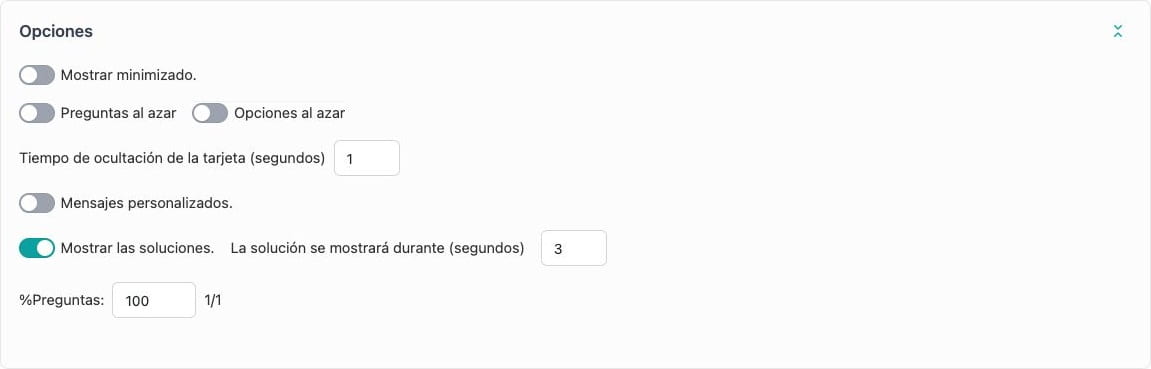 Opciones
Mostrar minimizado.
Preguntas al azar Opciones al azar
Tiempo de ocultación de la tarjeta (segundos) 1
Mensajes personalizados.
Mostrar las soluciones. La solución se mostrará durante (segundos) 3
%Preguntas: 100 1/1